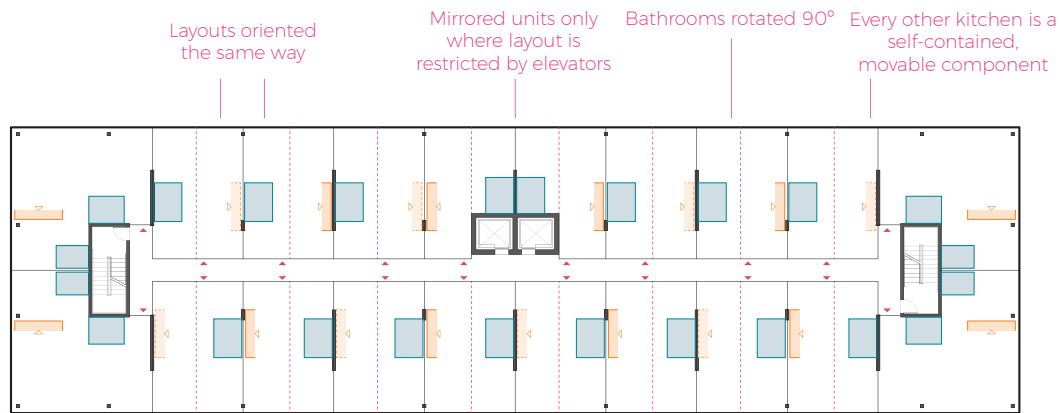 Layouts oriented
the same way
Mirrored units only
where layout is
restricted by elevators
Bathrooms rotated 90º
Every other kitchen is a
self-contained,
movable component